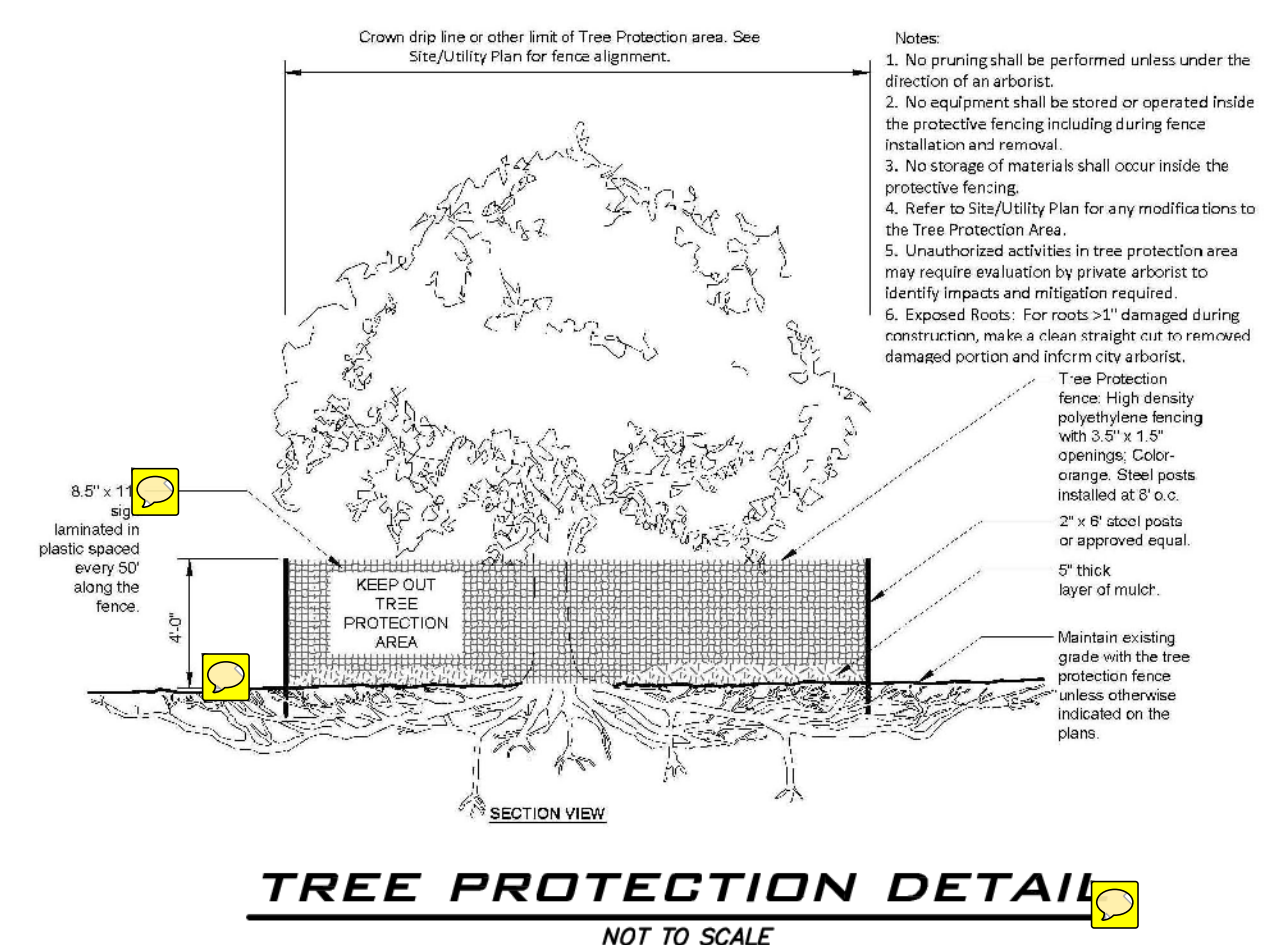 Crown drip line or other limit of Tree Protection area. See
Site/Utility Plan for fence alignment.
Notes:
1. No pruning shall be performed unless under the
direction of an arborist.
2. No equipment shall be stored or operated inside
the protective fencing including during fence
installation and removal.
3. No storage of materials shall occur inside the
protective fencing.
4. Refer to Site/Utility Plan for any modifications to
the Tree Protection Area.
5. Unauthorized activities in tree protection area
may require evaluation by private arborist to
identify impacts and mitigation required.
6. Exposed Roots: For roots >1" damaged during
construction, make a clean straight cut to removed
damaged portion and inform city arborist.
Tree Protection
fence: High density
polyethylene fencing
with 3.5" x 1.5"
openings; Color-
orange. Steel posts
installed at 8' o.c.
2" x 6' steel posts
or approved equal.
5" thick
layer of mulch.
Maintain existing
grade with the tree
protection fence
unless otherwise
indicated on the
plans.
8.5" x 11
laminated in
plastic spaced
every 50'
along the
fence.
4'-0"
KEEP OUT
TREE
PROTECTION
AREA
SECTION VIEW
TREE PROTECTION DETAIL
NOT TO SCALE